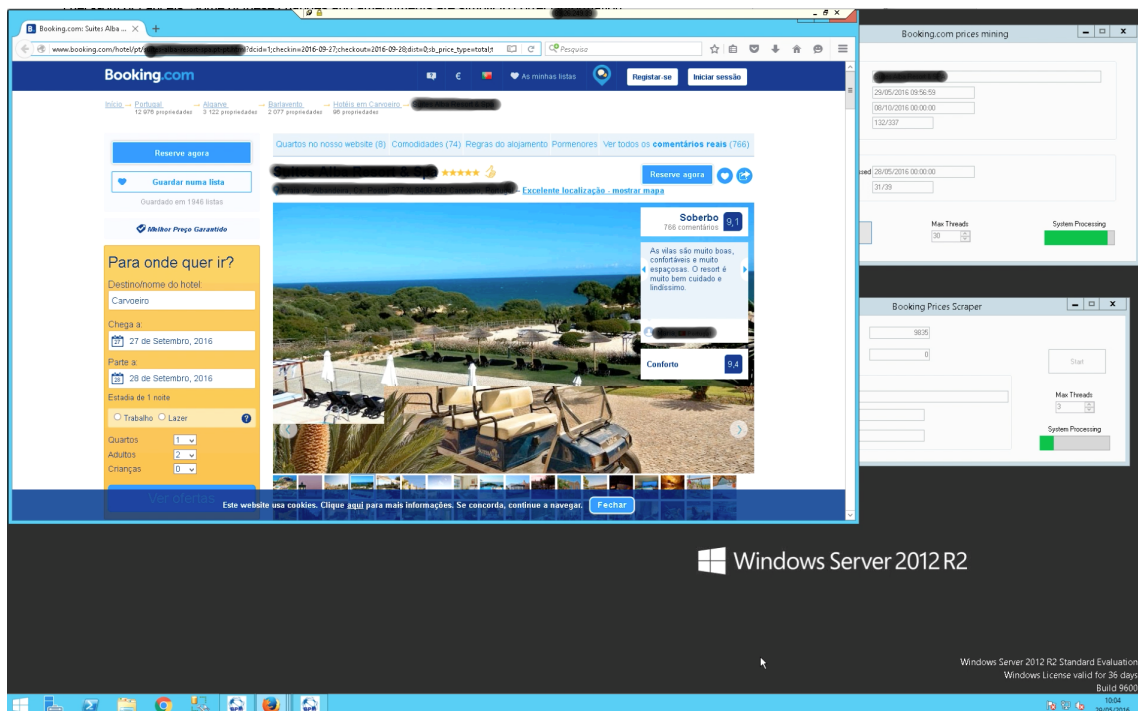 Booking.com: Suites Alba ...
www.booking.com/hotel/pt/ ?dcid=1;checkin=2016-09-27;checkout=2016-09-28;dist=0;sb_price_type=total;t
Pesquisa
Booking.com
€
As minhas listas
Registar-se
Iniciar sessão
Início → Portugal → Algarve → Barlavento → Hotéis em Carvoeiro →
12 976 propriedades 3 122 propriedades 2 077 propriedades 96 propriedades
Reserve agora
Guardar numa lista
Guardado em 1946 listas
Melhor Preço Garantido
Para onde quer ir?
Destino/nome do hotel:
Carvoeiro
Chega a:
27
27 de Setembro, 2016
Parte a:
28
28 de Setembro, 2016
Estadia de 1 noite
Trabalho Lazer
?
Quartos 1
Adultos 2
Crianças 0
Ver ofertas
Quartos no nosso website (8) Comodidades (74) Regras do alojamento Pormenores Ver todos os comentários reais (766)
Suites Alba Resort & Spa
Reserve agora
– Excelente localização - mostrar mapa
Soberbo
766 comentários
9,1
As vilas são muito boas,
confortáveis e muito
espaçosas. O resort é
muito bem cuidado e
lindíssimo.
Conforto 9,4
Este website usa cookies. Clique aqui para mais informações. Se concorda, continue a navegar. Fechar
Booking.com prices mining
29/05/2016 09:56:59
08/10/2016 00:00:00
132/337
28/05/2016 00:00:00
31/39
Max Threads
30
System Processing
Booking Prices Scraper
9835
0
Start
Max Threads
3
System Processing
Windows Server 2012 R2
Windows Server 2012 R2 Standard Evaluation
Windows License valid for 36 days
Build 9600
10:04
29/05/2016